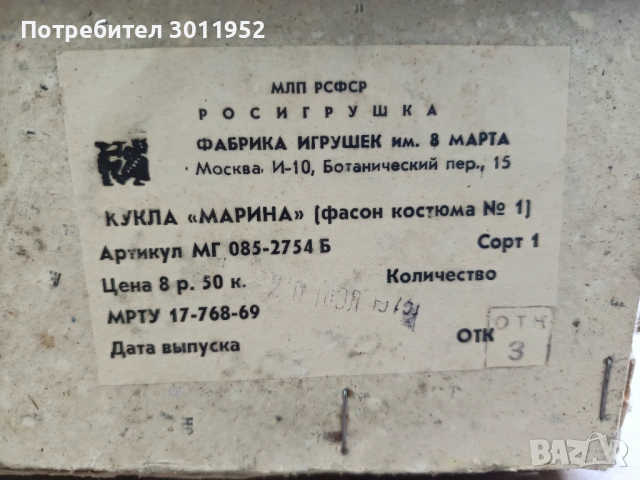 Потребител 3011952
МЛП РСФСР
РОСИГРУШКА
ФАБРИКА ИГРУШЕК им. 8 МАРТА
Москва, И-10, Ботанический пер., 15
КУКЛА «МАРИНА» (фасон костюма № 1)
Артикул МГ 085-2754 Б Сорт 1
Цена 8 р. 50 к. Количество
МРТУ 17-768-69
Дата выпуска ОТК ОТК
3
BAZAR